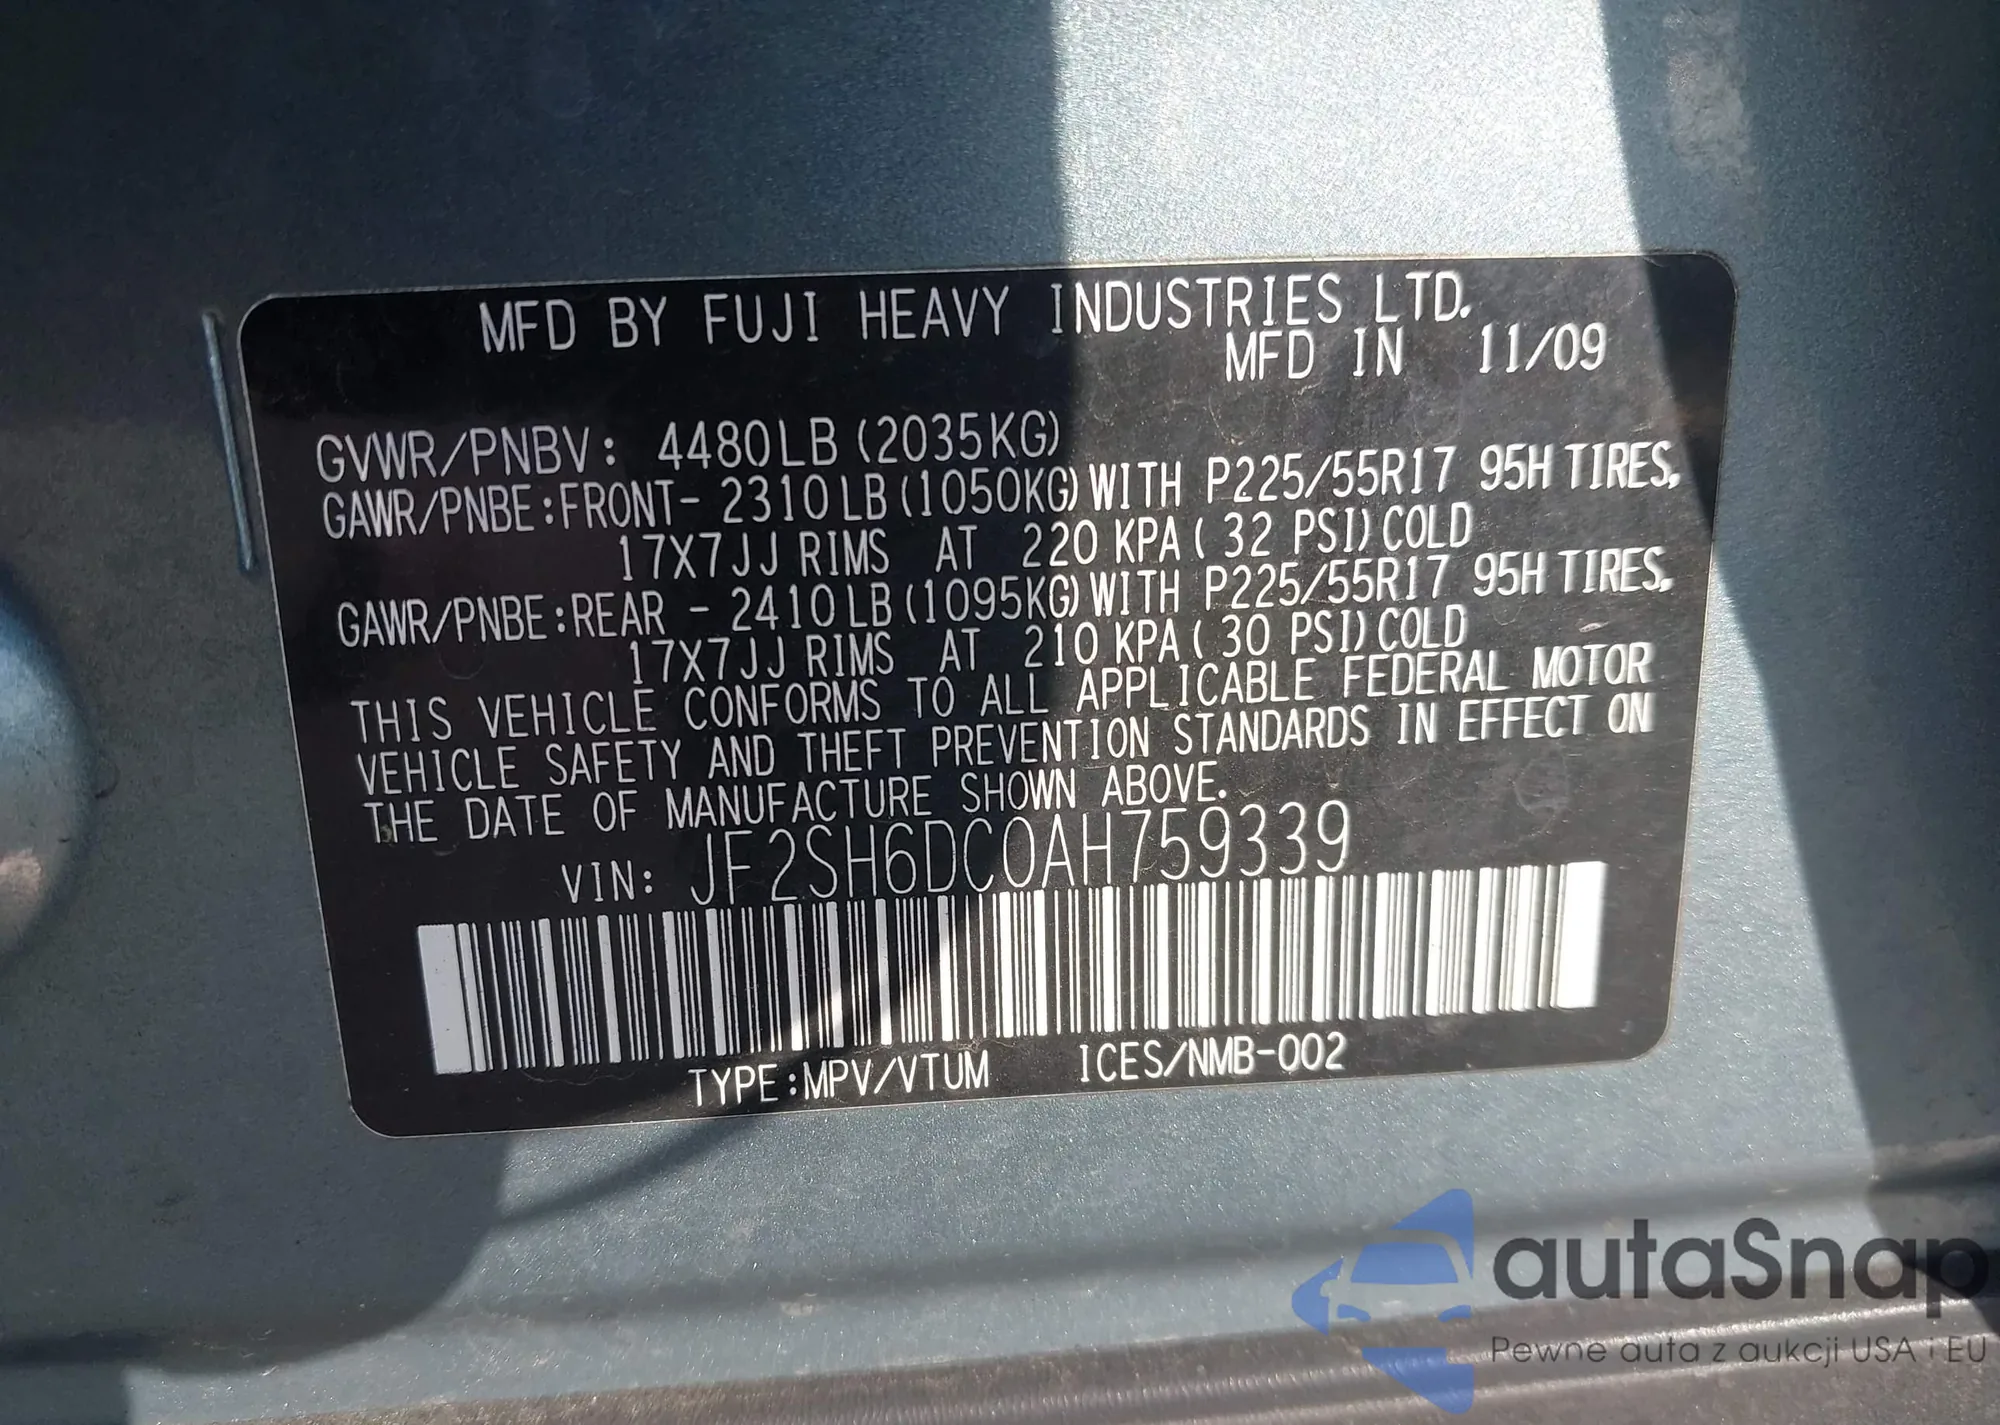 MFD BY FUJI HEAVY INDUSTRIES LTD.
MFD IN 11/09
GVWR/PNBV: 4480LB (2035KG)
GAWR/PNBE:FRONT- 2310LB (1050KG) WITH P225/55R17 95H TIRES,
17X7JJ RIMS AT 220 KPA ( 32 PSI) COLD
GAWR/PNBE:REAR - 2410LB (1095KG) WITH P225/55R17 95H TIRES,
17X7JJ RIMS AT 210 KPA ( 30 PSI) COLD
THIS VEHICLE CONFORMS TO ALL APPLICABLE FEDERAL MOTOR
VEHICLE SAFETY AND THEFT PREVENTION STANDARDS IN EFFECT ON
THE DATE OF MANUFACTURE SHOWN ABOVE.
VIN: JF2SH6DC0AH759339
TYPE:MPV/VTUM ICES/NMB-002
autaSnap
Pewne auta z aukcji USA i EU